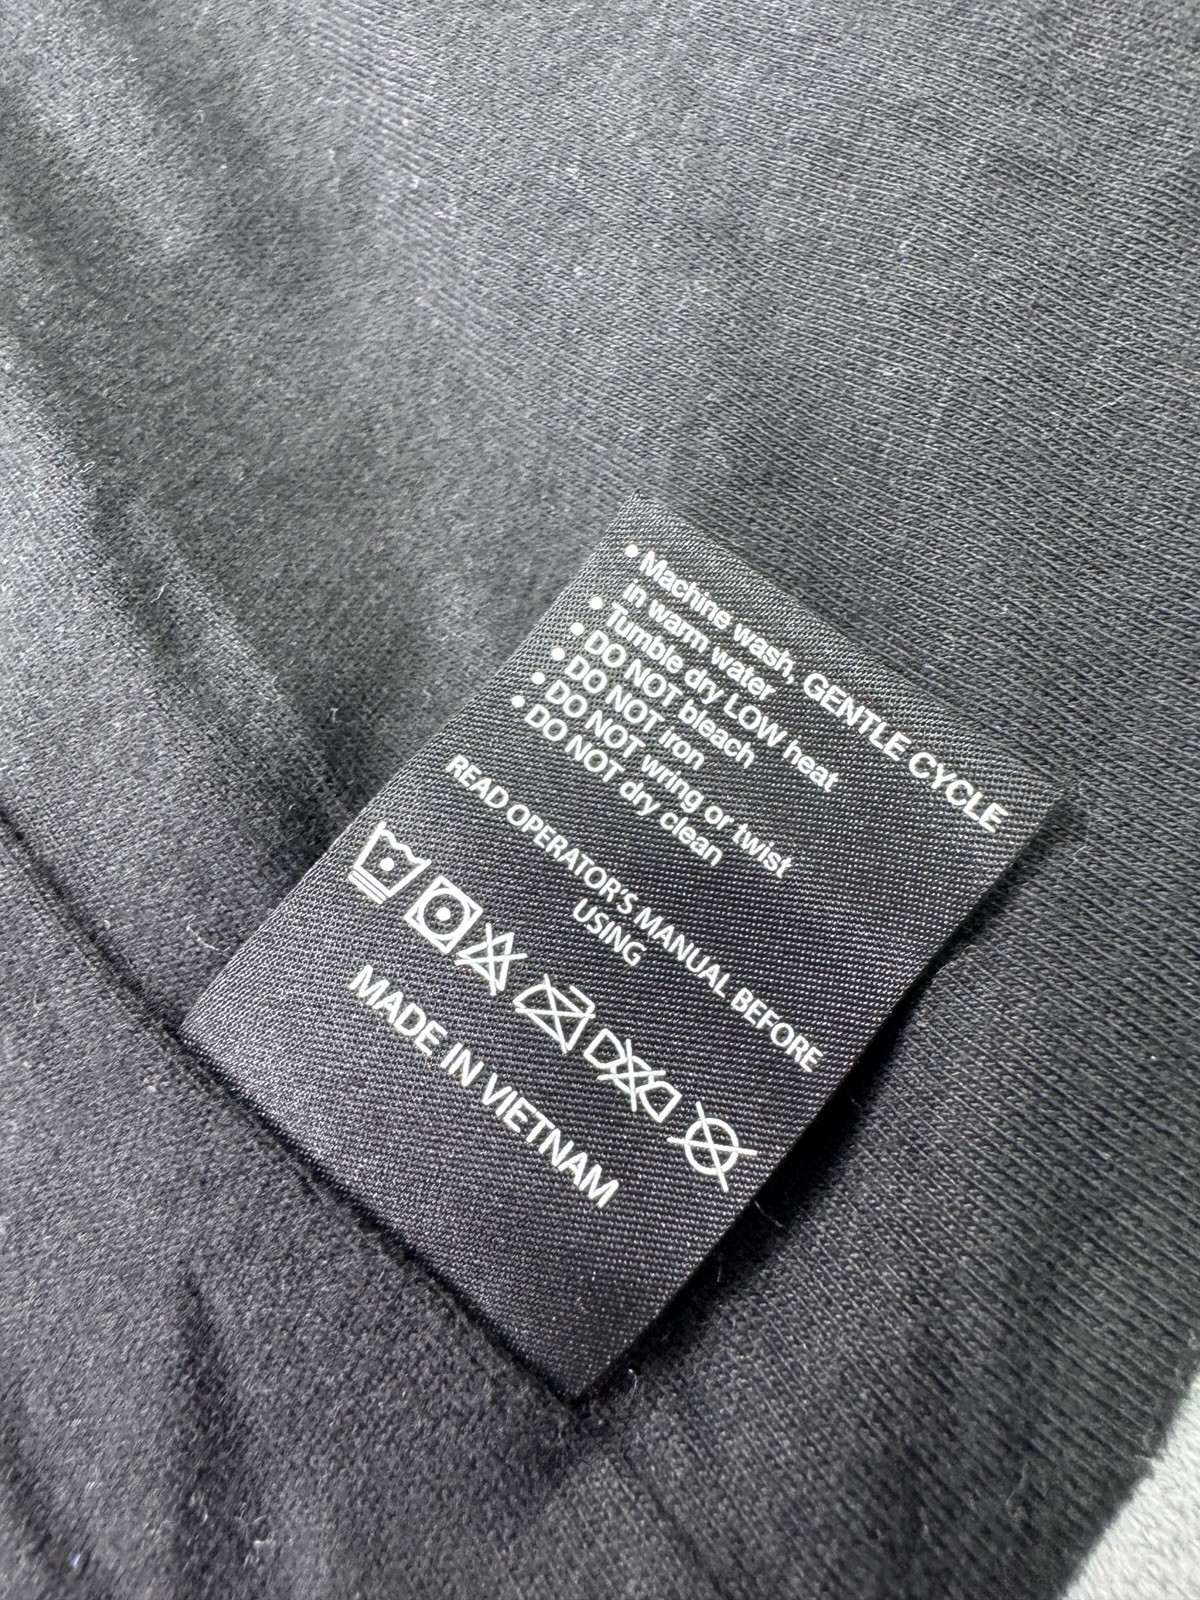 • Machine wash, GENTLE CYCLE
in warm water
• Tumble dry LOW heat
• DO NOT bleach
• DO NOT iron
• DO NOT wring or twist
• DO NOT dry clean
READ OPERATOR'S MANUAL BEFORE
USING
MADE IN VIETNAM